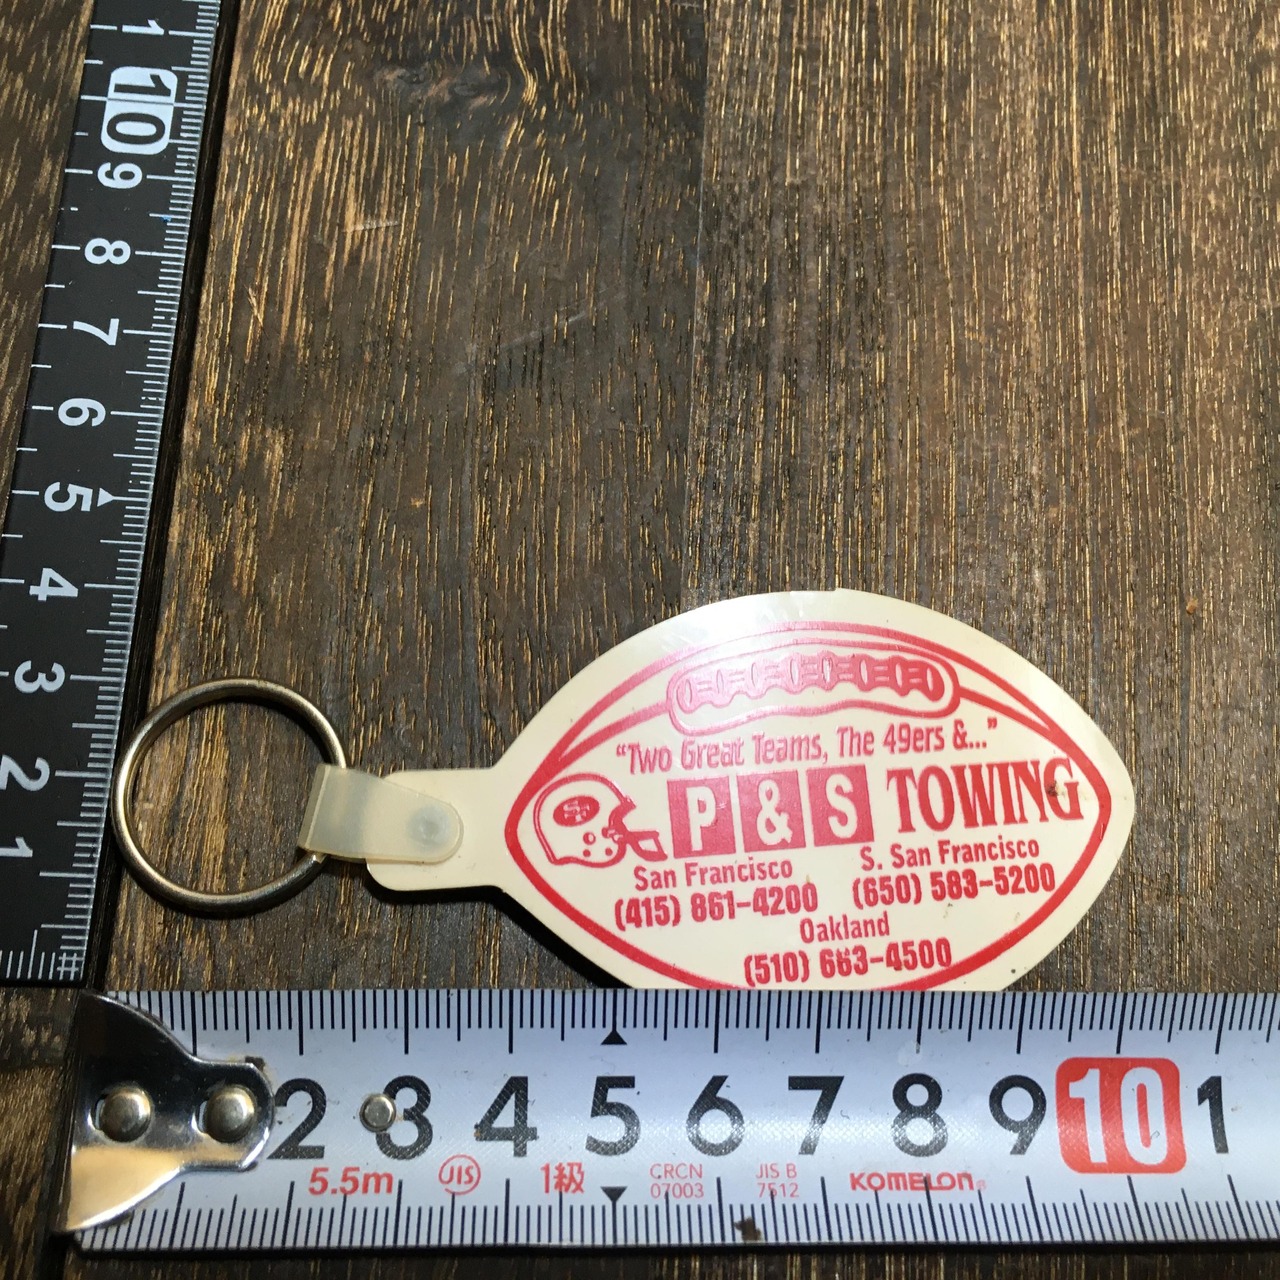 1
10
9
8
7
6
5
4
3
2
1
"Two Great Teams, The 49ers &..."
SF
P & S TOWING
San Francisco
S. San Francisco
(415) 861-4200
(650) 583-5200
Oakland
(510) 663-4500
2 3 4 5 6 7 8 9 10 1
5.5m JIS 1級 CRCN 07003 JIS B 7512 KOMELON